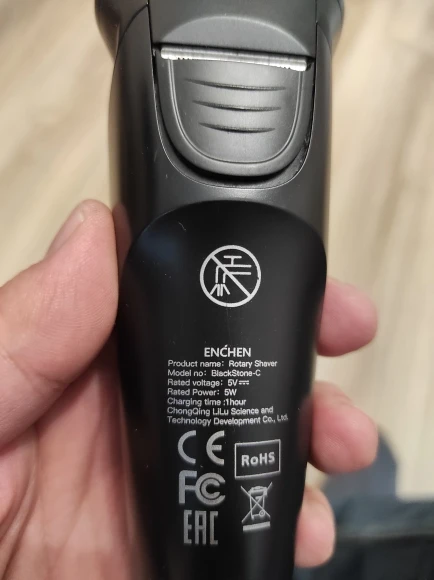 ENCHEN
Product name: Rotary Shaver
Model no: BlackStone-C
Rated voltage: 5V⎓
Rated Power: 5W
Charging time :1hour
ChongQing LiLu Science and
Technology Development Co., Ltd.
CE
RoHS
FC
EAC